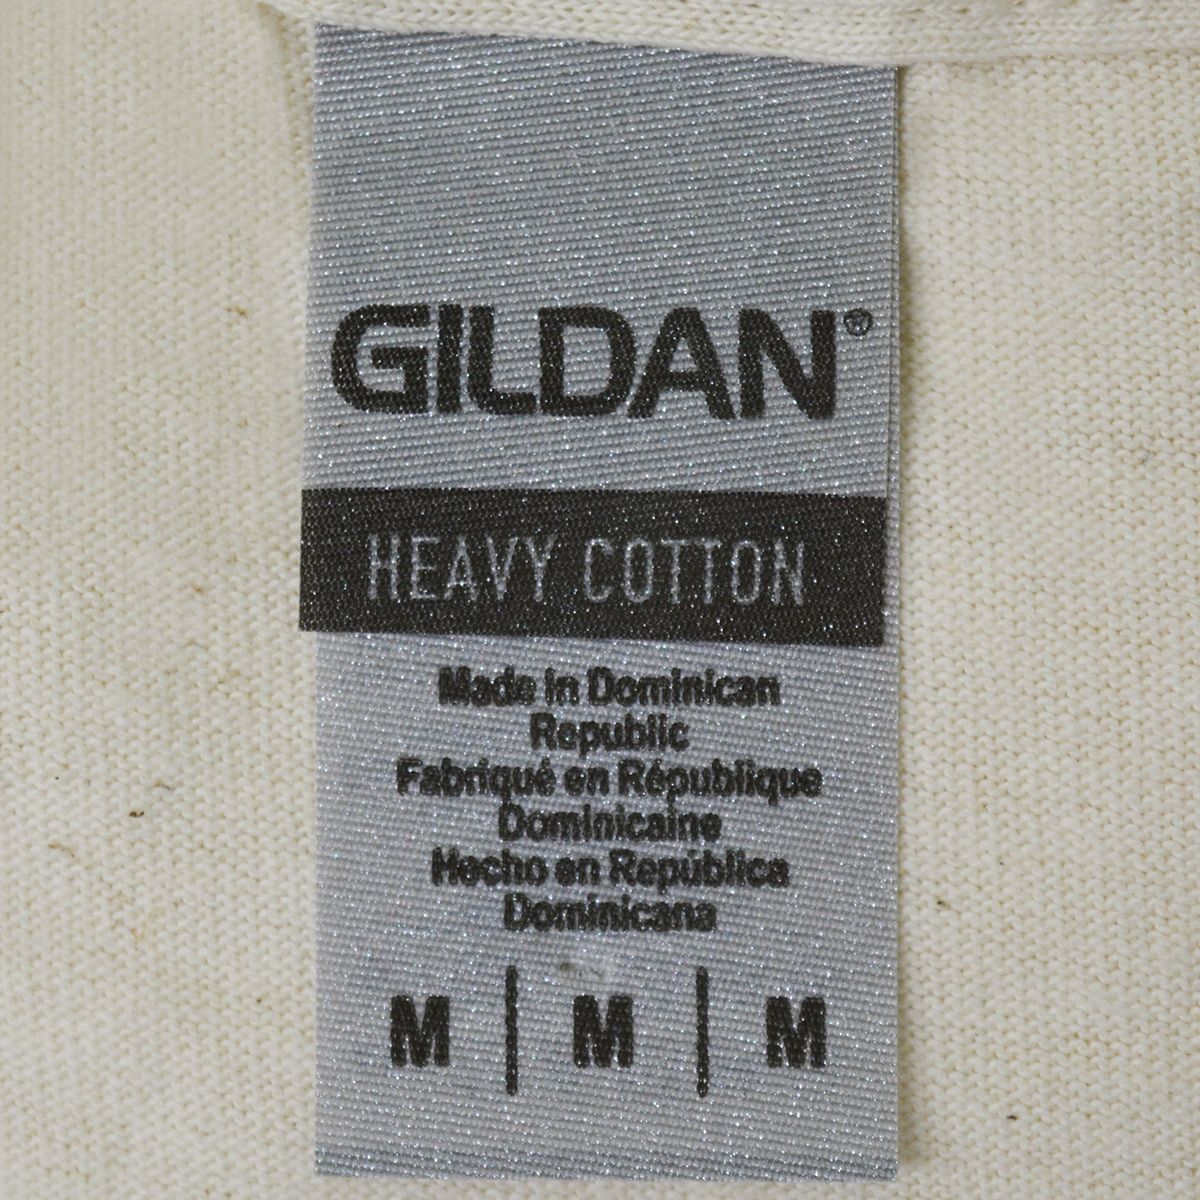 GILDAN®
HEAVY COTTON
Made in Dominican
Republic
Fabriqué en République
Dominicaine
Hecho en República
Dominicana
M | M | M